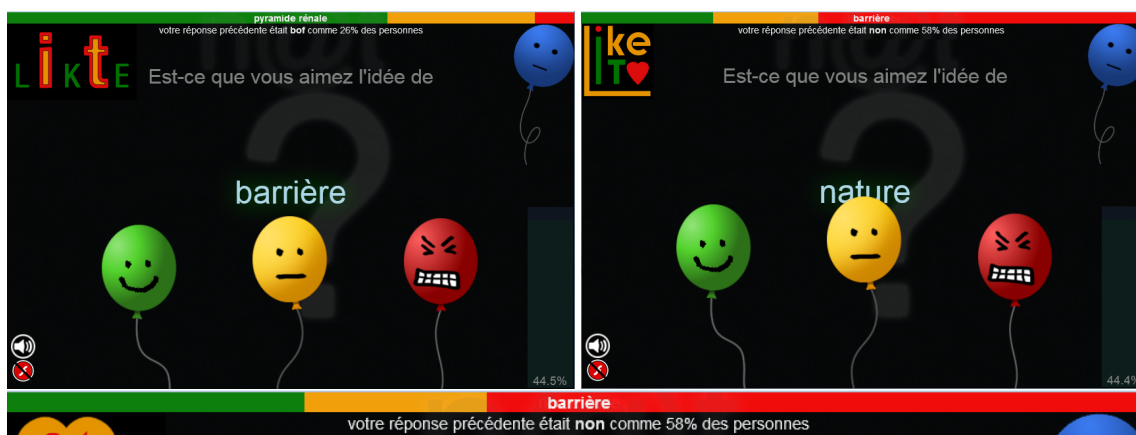 pyramide rénale
votre réponse précédente était bof comme 26% des personnes
LikTE
Est-ce que vous aimez l'idée de
barrière
44.5%
barrière
votre réponse précédente était non comme 58% des personnes
like
iT
Est-ce que vous aimez l'idée de
nature
44.4%
barrière
votre réponse précédente était non comme 58% des personnes